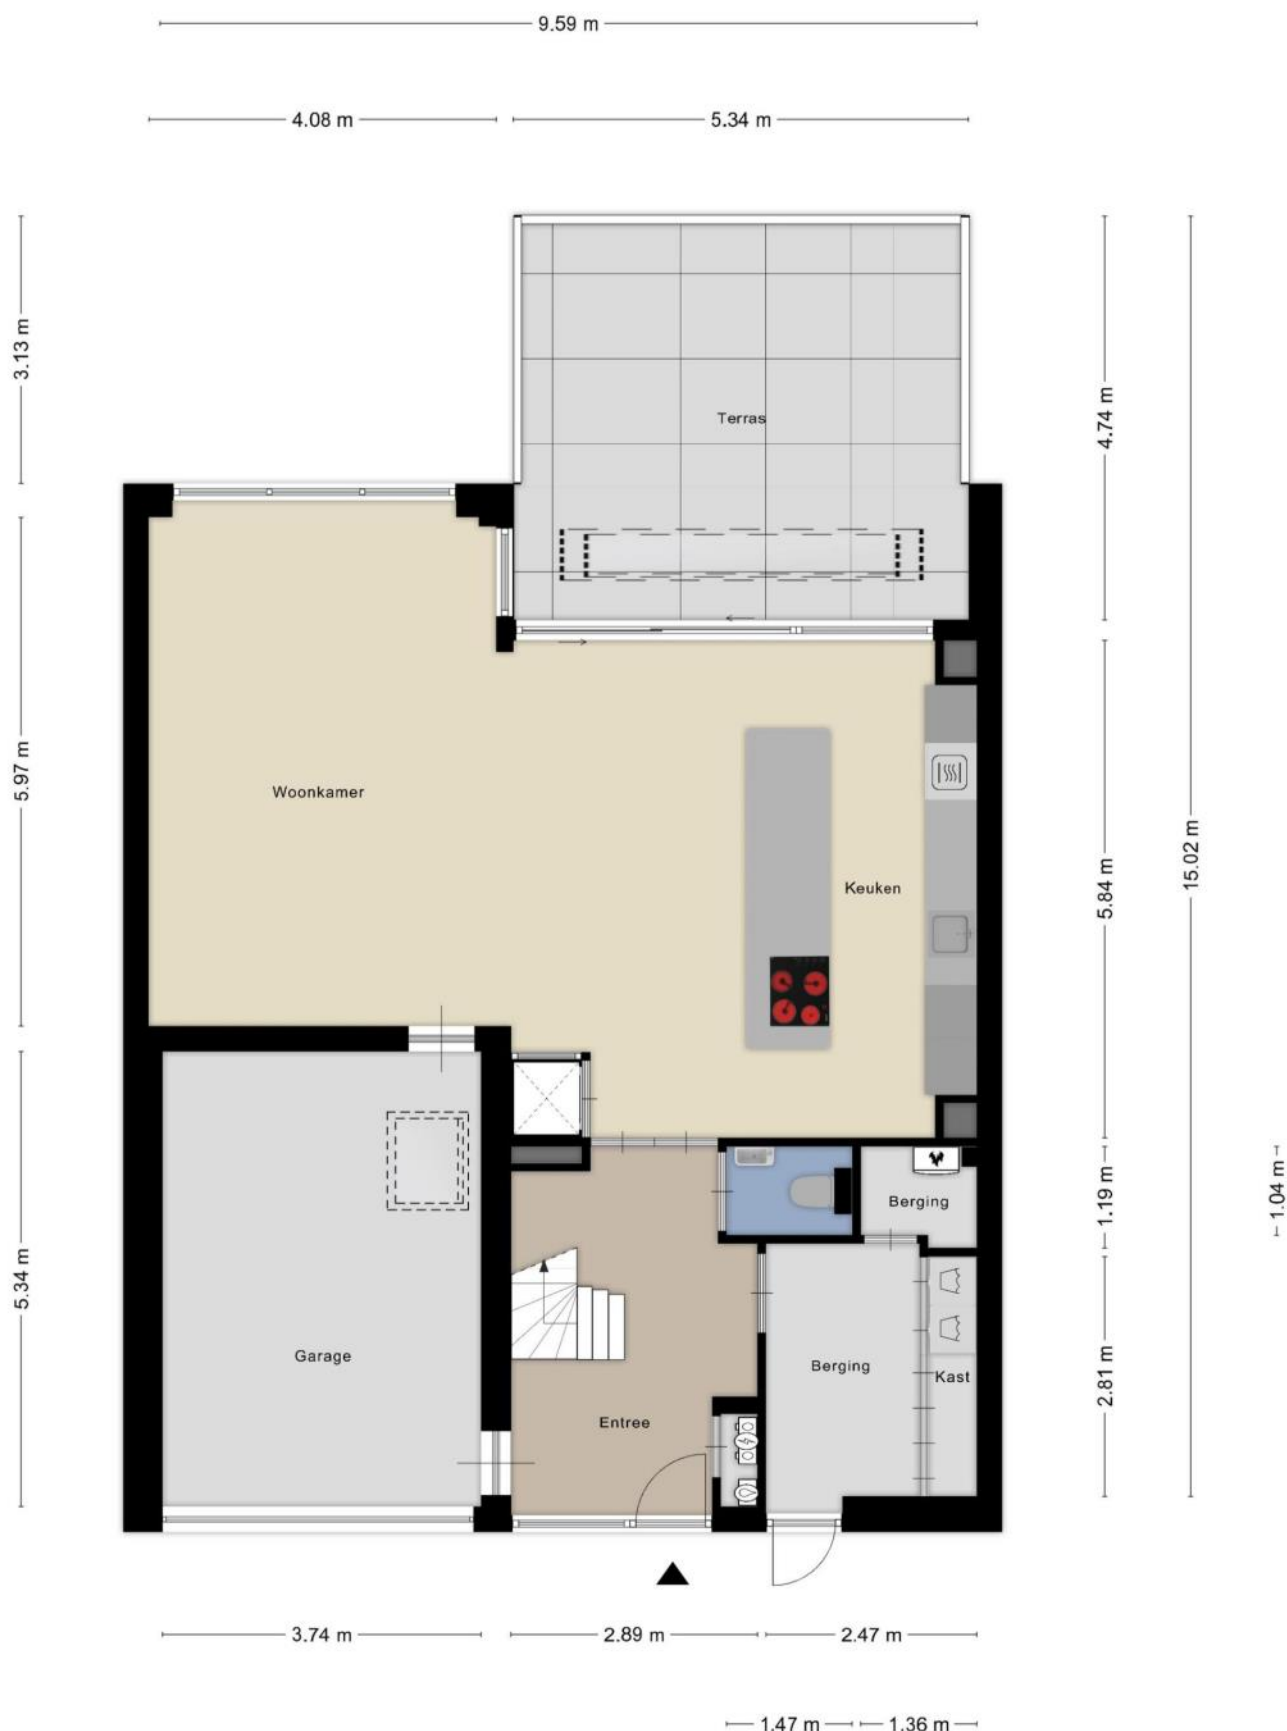 9.59 m
4.08 m
5.34 m
3.13 m
4.74 m
Terras
5.97 m
Woonkamer
Keuken
5.84 m
15.02 m
1.19 m
1.04 m
Berging
5.34 m
Garage
Entree
Berging
Kast
2.81 m
3.74 m
2.89 m
2.47 m
1.47 m
1.36 m